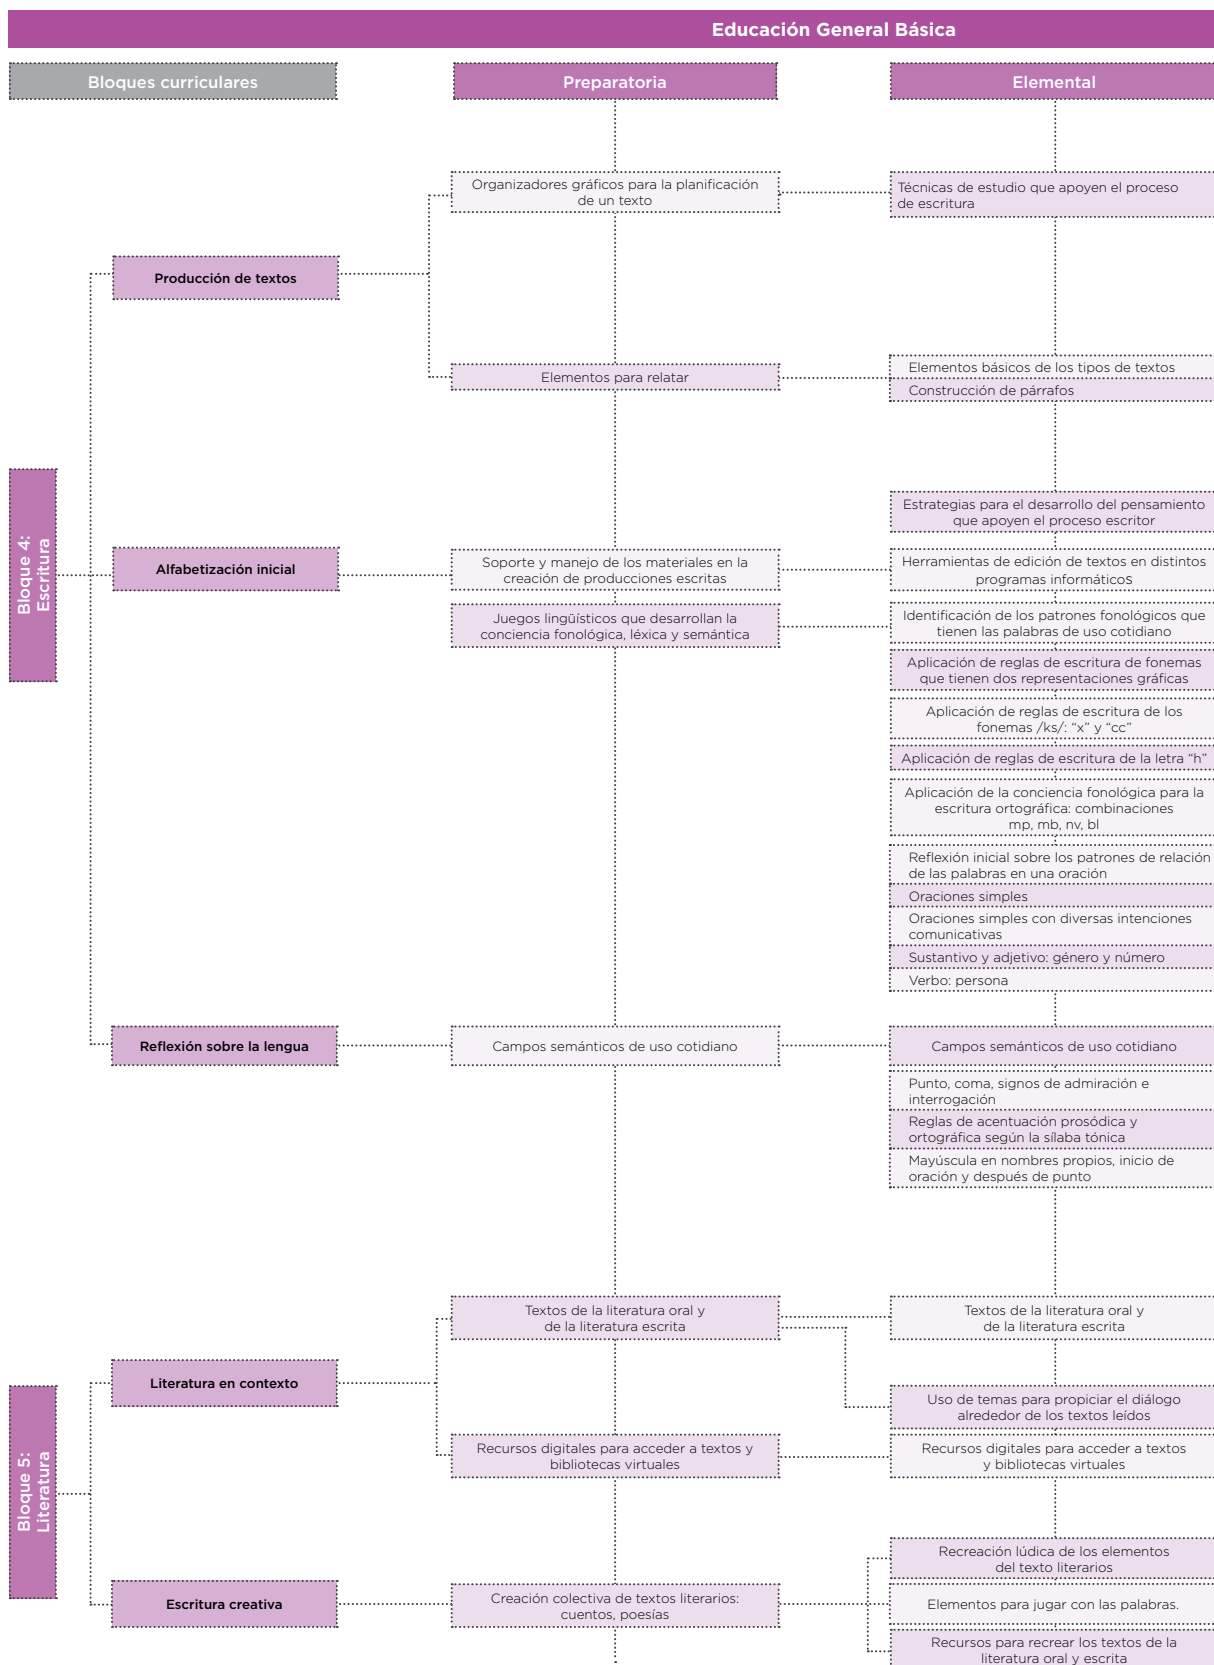 Educación General Básica
Bloques curriculares
Preparatoria
Elemental
Organizadores gráficos para la planificación
de un texto
Técnicas de estudio que apoyen el proceso
de escritura
Producción de textos
Elementos para relatar
Elementos básicos de los tipos de textos
Construcción de párrafos
Bloque 4:
Escritura
Estrategias para el desarrollo del pensamiento
que apoyen el proceso escritor
Alfabetización inicial
Soporte y manejo de los materiales en la
creación de producciones escritas
Herramientas de edición de textos en distintos
programas informáticos
Juegos lingüísticos que desarrollan la
conciencia fonológica, léxica y semántica
Identificación de los patrones fonológicos que
tienen las palabras de uso cotidiano
Aplicación de reglas de escritura de fonemas
que tienen dos representaciones gráficas
Aplicación de reglas de escritura de los
fonemas /ks/: “x” y “cc”
Aplicación de reglas de escritura de la letra “h”
Aplicación de la conciencia fonológica para la
escritura ortográfica: combinaciones
mp, mb, nv, bl
Reflexión inicial sobre los patrones de relación
de las palabras en una oración
Oraciones simples
Oraciones simples con diversas intenciones
comunicativas
Sustantivo y adjetivo: género y número
Verbo: persona
Reflexión sobre la lengua
Campos semánticos de uso cotidiano
Campos semánticos de uso cotidiano
Punto, coma, signos de admiración e
interrogación
Reglas de acentuación prosódica y
ortográfica según la sílaba tónica
Mayúscula en nombres propios, inicio de
oración y después de punto
Textos de la literatura oral y
de la literatura escrita
Textos de la literatura oral y
de la literatura escrita
Literatura en contexto
Uso de temas para propiciar el diálogo
alrededor de los textos leídos
Bloque 5:
Literatura
Recursos digitales para acceder a textos y
bibliotecas virtuales
Recursos digitales para acceder a textos
y bibliotecas virtuales
Recreación lúdica de los elementos
del texto literarios
Escritura creativa
Creación colectiva de textos literarios:
cuentos, poesías
Elementos para jugar con las palabras.
Recursos para recrear los textos de la
literatura oral y escrita